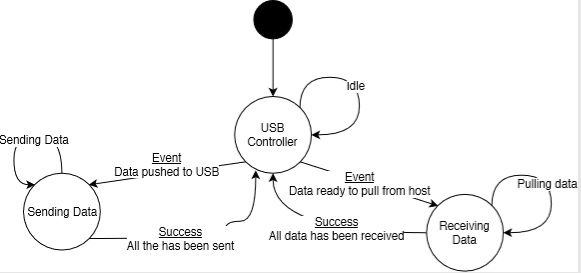 Idle
USB
Controller
Sending Data
Event
Data pushed to USB
Event
Data ready to pull from host
Pulling data
Sending Data
Success
All the has been sent
Success
All data has been received
Receiving
Data